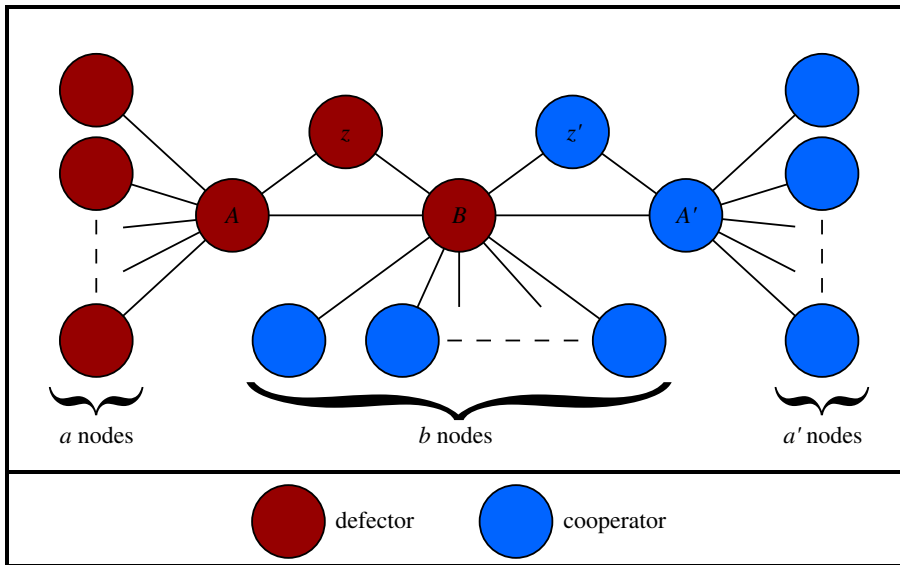 z
z′
A
B
A′
a nodes
b nodes
a′ nodes
defector
cooperator